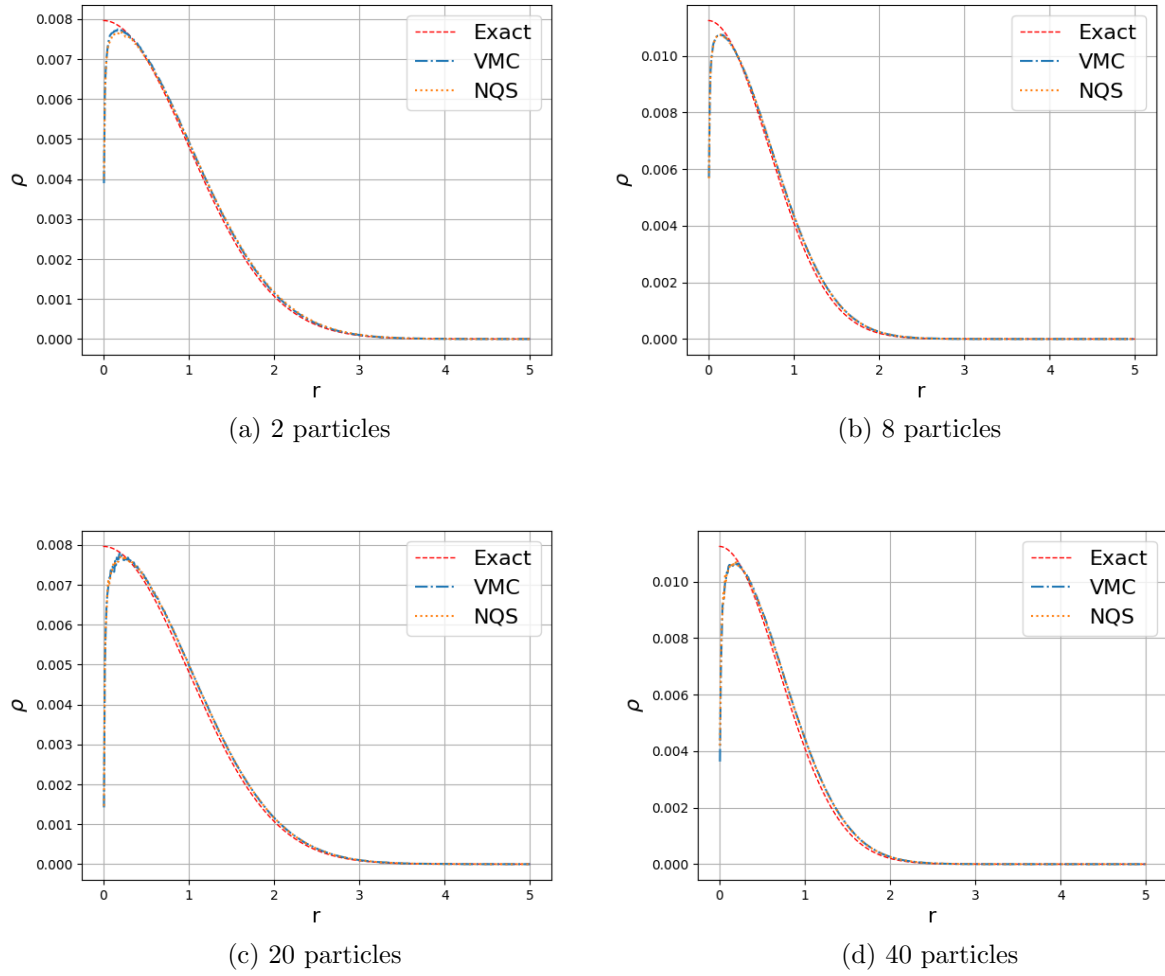 0.008
0.007
0.006
0.005
0.004
0.003
0.002
0.001
0.000
ρ
0 1 2 3 4 5
r
Exact
VMC
NQS
(a) 2 particles
0.010
0.008
0.006
0.004
0.002
0.000
ρ
0 1 2 3 4 5
r
Exact
VMC
NQS
(b) 8 particles
0.008
0.007
0.006
0.005
0.004
0.003
0.002
0.001
0.000
ρ
0 1 2 3 4 5
r
Exact
VMC
NQS
(c) 20 particles
0.010
0.008
0.006
0.004
0.002
0.000
ρ
0 1 2 3 4 5
r
Exact
VMC
NQS
(d) 40 particles